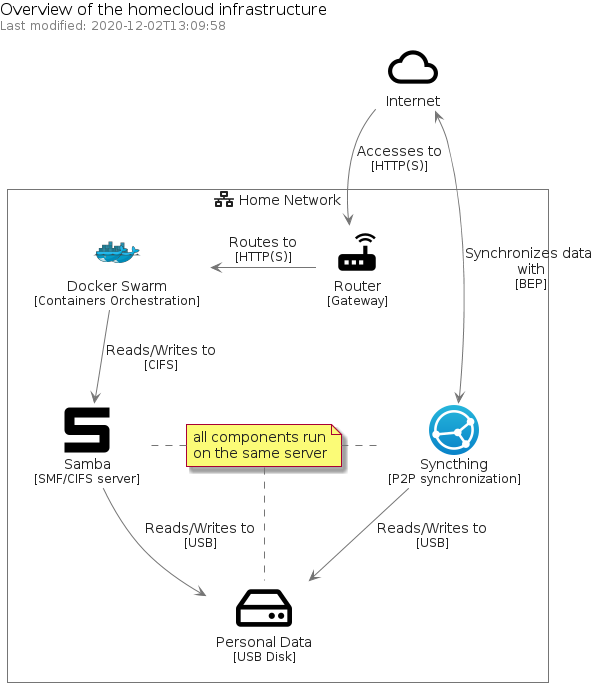 Overview of the homecloud infrastructure
Last modified: 2020-12-02T13:09:58
Internet
Accesses to
[HTTP(S)]
Home Network
Synchronizes data
with
[BEP]
Routes to
[HTTP(S)]
Router
[Gateway]
Docker Swarm
[Containers Orchestration]
Reads/Writes to
[CIFS]
all components run
on the same server
Samba
[SMF/CIFS server]
Syncthing
[P2P synchronization]
Reads/Writes to
[USB]
Reads/Writes to
[USB]
Personal Data
[USB Disk]